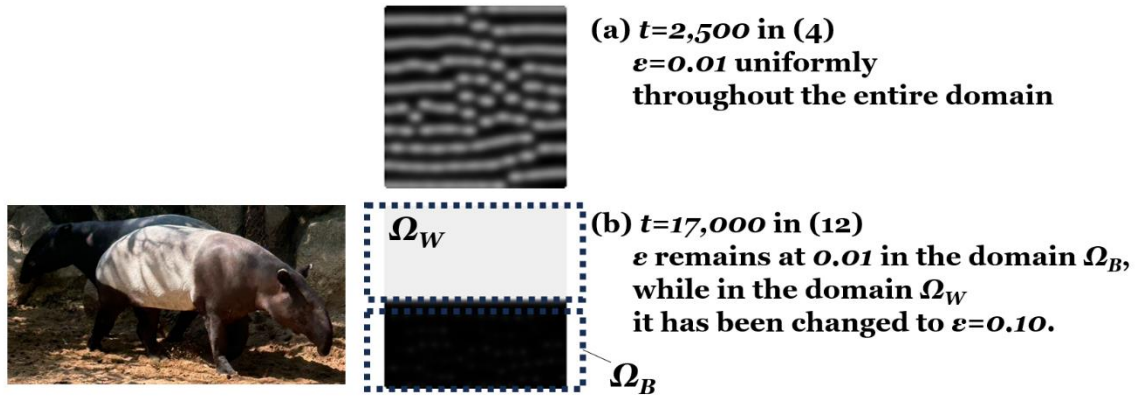 (a) t=2,500 in (4)
ε=0.01 uniformly
throughout the entire domain
Ω_W
(b) t=17,000 in (12)
ε remains at 0.01 in the domain Ω_B,
while in the domain Ω_W
it has been changed to ε=0.10.
Ω_B